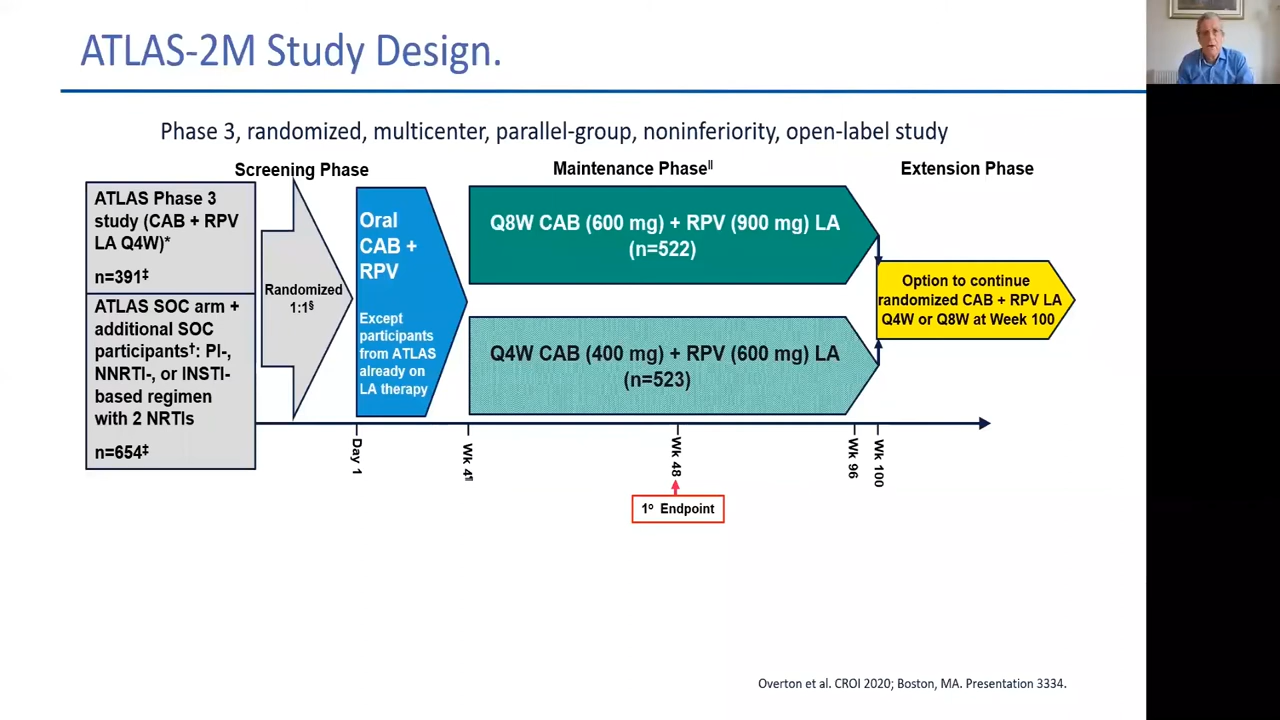 ATLAS-2M Study Design.
Phase 3, randomized, multicenter, parallel-group, noninferiority, open-label study
Screening Phase
Maintenance Phase||
Extension Phase
ATLAS Phase 3
study (CAB + RPV
LA Q4W)*
n=391‡
ATLAS SOC arm +
additional SOC
participants†: PI-,
NNRTI-, or INSTI-
based regimen
with 2 NRTIs
n=654‡
Randomized
1:1§
Oral
CAB +
RPV
Except
participants
from ATLAS
already on
LA therapy
Q8W CAB (600 mg) + RPV (900 mg) LA
(n=522)
Q4W CAB (400 mg) + RPV (600 mg) LA
(n=523)
Option to continue
randomized CAB + RPV LA
Q4W or Q8W at Week 100
Day 1
Wk 4¶
Wk 48
Wk 96
Wk 100
1º Endpoint
Overton et al. CROI 2020; Boston, MA. Presentation 3334.